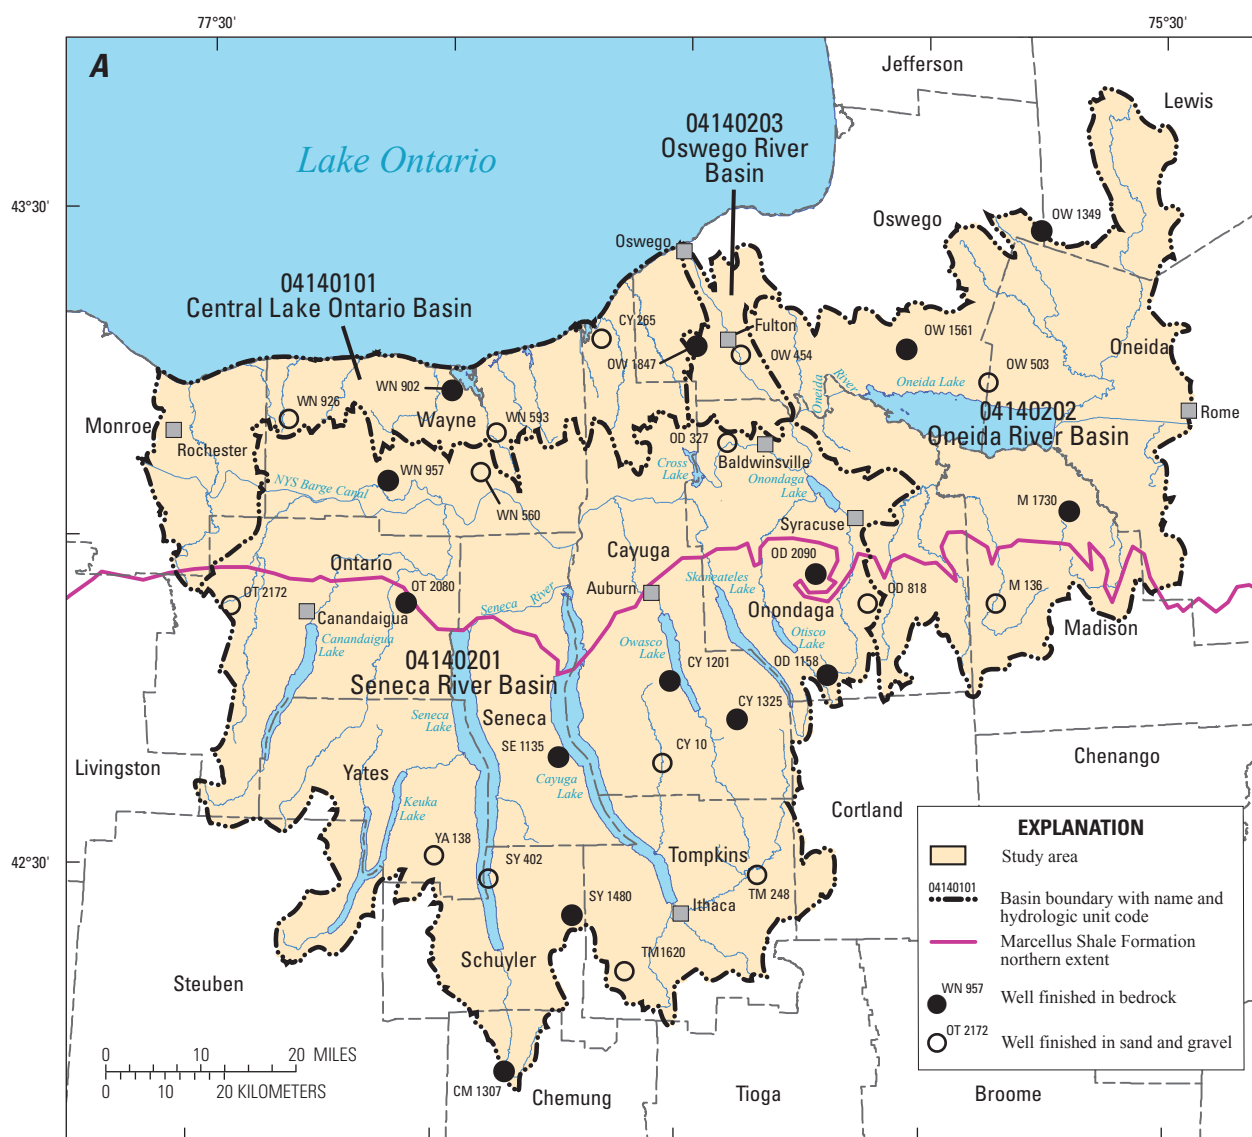 77°30'
75°30'
A
Jefferson
Lewis
04140203
Oswego River
Basin
Lake Ontario
43°30'
Oswego
OW 1349
Oswego
04140101
Central Lake Ontario Basin
CY 265
Fulton
OW 1561
Oneida
OW 1847
OW 454
OW 503
WN 902
Oneida
River
Oneida Lake
WN 926
Wayne
WN 593
04140202
Oneida River Basin
Rome
Monroe
Rochester
OD 327
Baldwinsville
Cross
Lake
Onondaga
Lake
WN 957
NYS Barge Canal
WN 560
M 1730
Syracuse
Cayuga
OD 2090
Ontario
OT 2080
Auburn
Skaneateles
Lake
OT 2172
Seneca
River
Onondaga
OD 818
M 136
Canandaigua
Canandaigua
Lake
Otisco
Lake
Madison
Owasco
Lake
04140201
Seneca River Basin
CY 1201
OD 1158
CY 1325
Seneca
Lake
Seneca
SE 1135
CY 10
Chenango
Livingston
Yates
Cayuga
Lake
Keuka
Lake
Cortland
42°30'
YA 138
SY 402
Tompkins
TM 248
SY 1480
Ithaca
TM1620
Schuyler
Steuben
CM 1307
Chemung
Tioga
Broome
0 10 20 MILES
0 10 20 KILOMETERS
EXPLANATION
Study area
04140101
Basin boundary with name and
hydrologic unit code
Marcellus Shale Formation
northern extent
WN 957
Well finished in bedrock
OT 2172
Well finished in sand and gravel